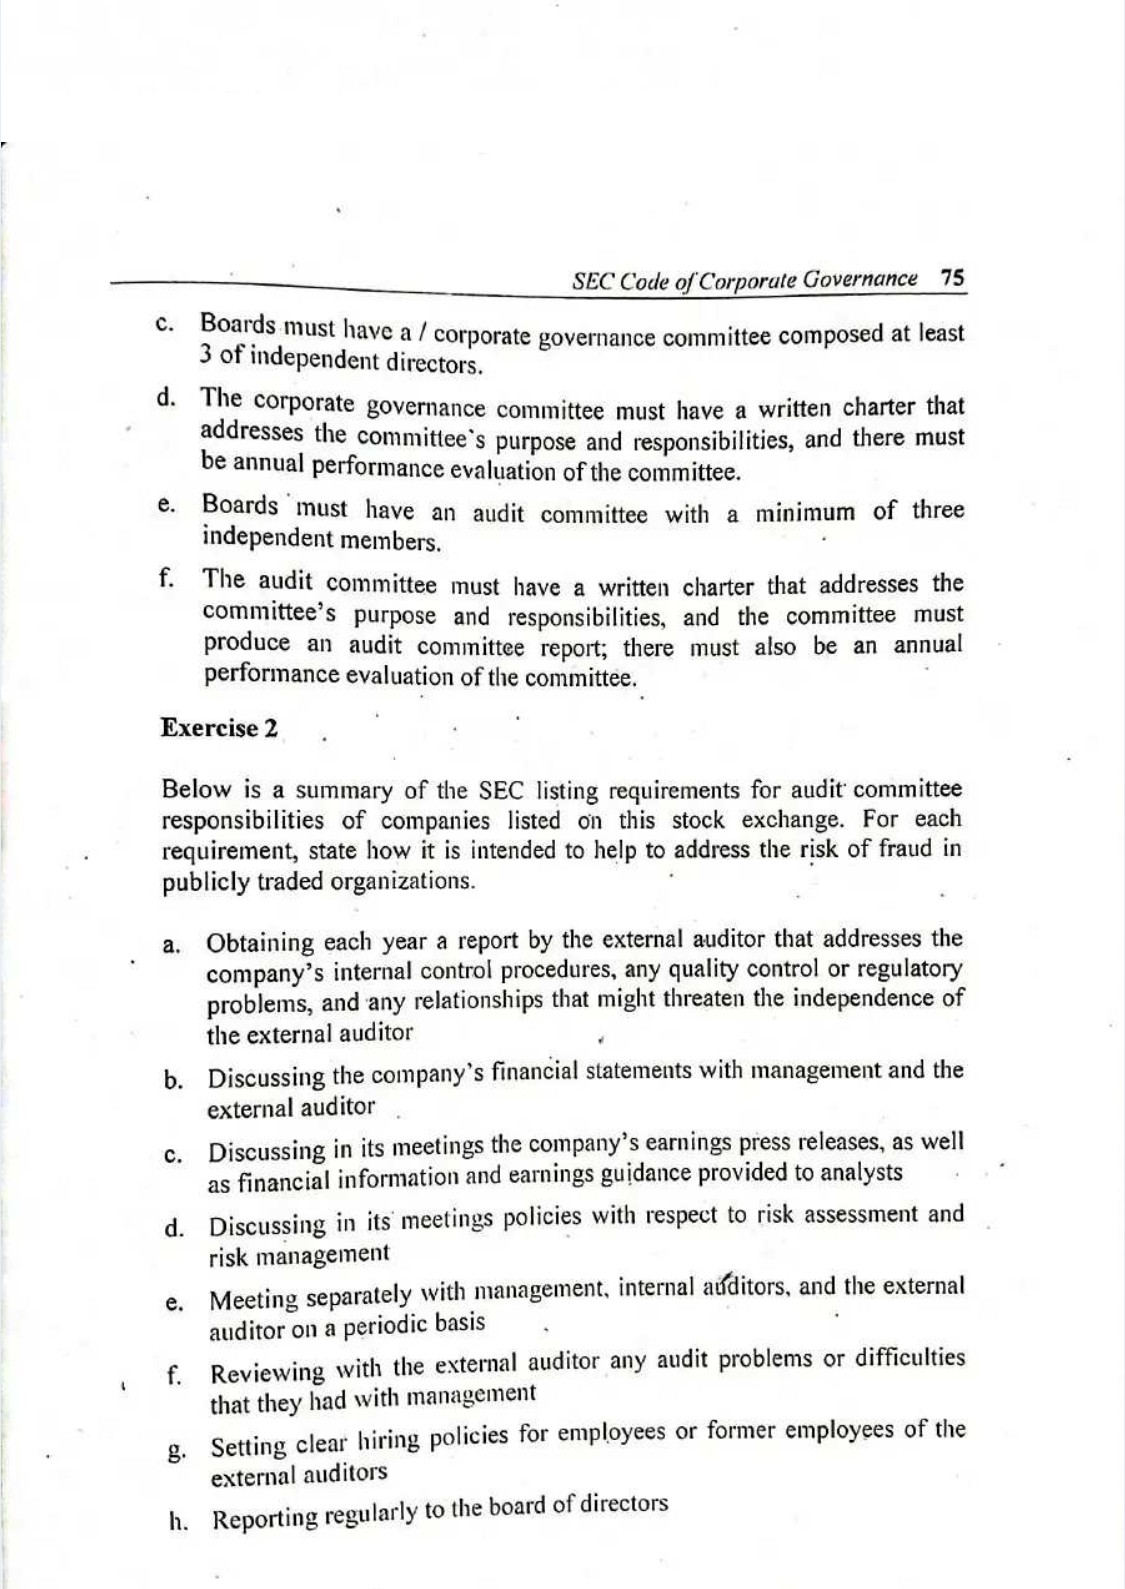 SEC Code of Corporate Governance 75
c. Boards must have a / corporate governance committee composed at least
3 of independent directors.
d. The corporate governance committee must have a written charter that
addresses the committee's purpose and responsibilities, and there must
be annual performance evaluation of the committee.
e. Boards must have an audit committee with a minimum of three
independent members.
f. The audit committee must have a written charter that addresses the
committee's purpose and responsibilities, and the committee must
produce an audit committee report; there must also be an annual
performance evaluation of the committee.
Exercise 2
Below is a summary of the SEC listing requirements for audit committee
responsibilities of companies listed on this stock exchange. For each
requirement, state how it is intended to help to address the risk of fraud in
publicly traded organizations.
a. Obtaining each year a report by the external auditor that addresses the
company's internal control procedures, any quality control or regulatory
problems, and any relationships that might threaten the independence of
the external auditor
b. Discussing the company's financial statements with management and the
external auditor
c. Discussing in its meetings the company's earnings press releases, as well
as financial information and earnings guidance provided to analysts
d. Discussing in its meetings policies with respect to risk assessment and
risk management
e. Meeting separately with management, internal auditors, and the external
auditor on a periodic basis
f. Reviewing with the external auditor any audit problems or difficulties
that they had with management
g. Setting clear hiring policies for employees or former employees of the
external auditors
h. Reporting regularly to the board of directors